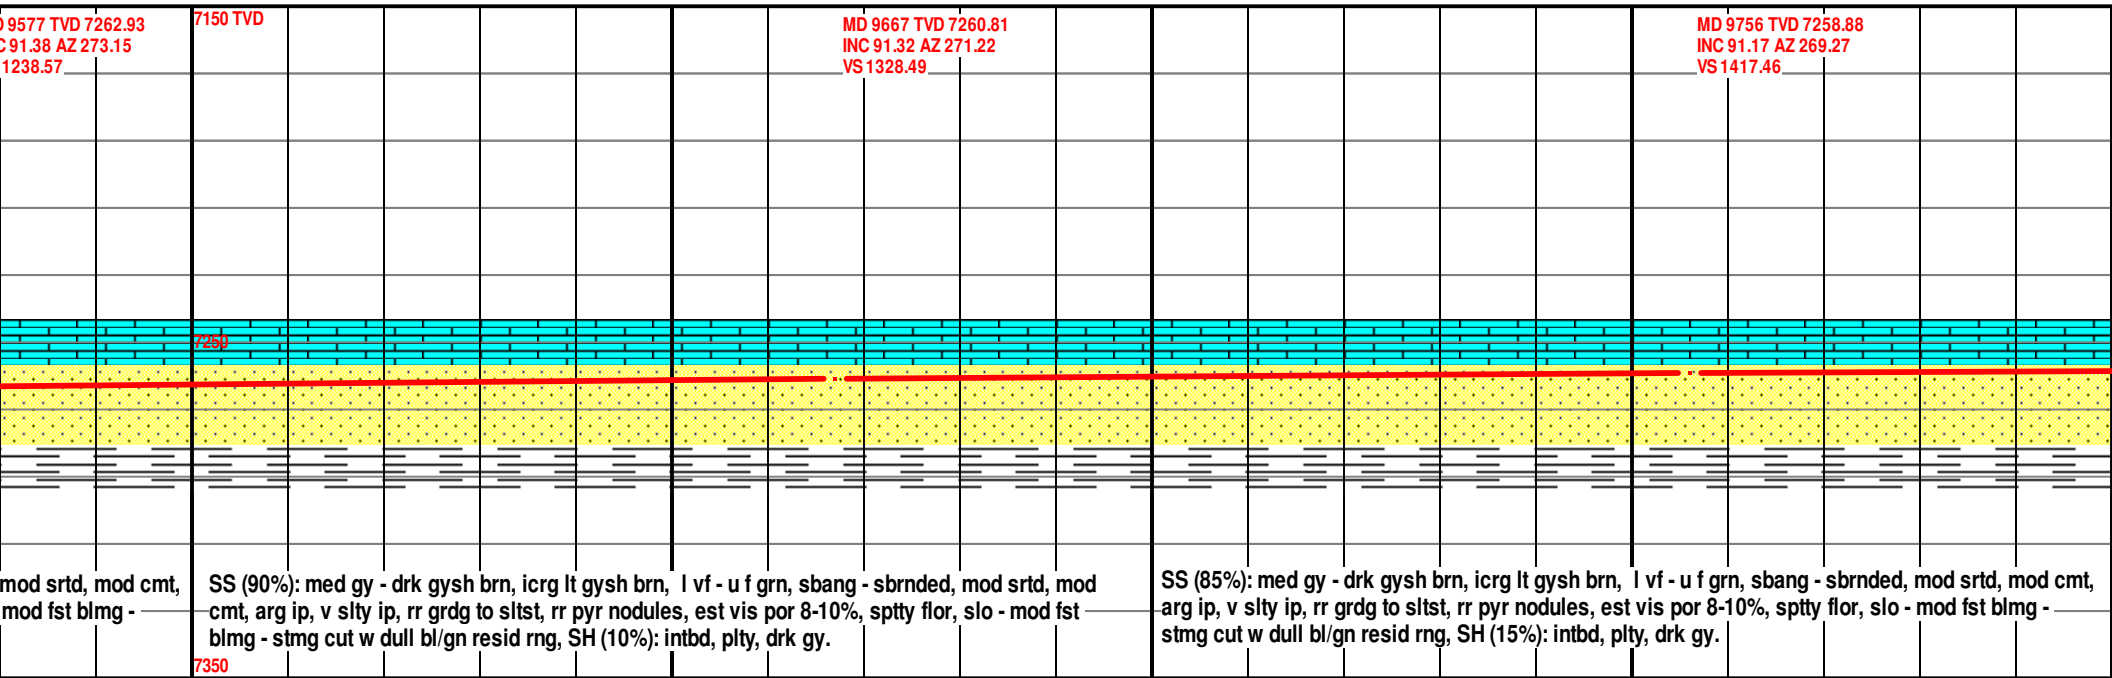 9577 TVD 7262.93
91.38 AZ 273.15
1238.57
7150 TVD
MD 9667 TVD 7260.81
INC 91.32 AZ 271.22
VS 1328.49
MD 9756 TVD 7258.88
INC 91.17 AZ 269.27
VS 1417.46
7250
mod srtd, mod cmt,
mod fst blmg -
SS (90%): med gy - drk gysh brn, icrg lt gysh brn, l vf - u f grn, sbang - sbrnded, mod srtd, mod
cmt, arg ip, v slty ip, rr grdg to sltst, rr pyr nodules, est vis por 8-10%, sptty flor, slo - mod fst
blmg - stmg cut w dull bl/gn resid rng, SH (10%): intbd, plty, drk gy.
SS (85%): med gy - drk gysh brn, icrg lt gysh brn, l vf - u f grn, sbang - sbrnded, mod srtd, mod cmt,
arg ip, v slty ip, rr grdg to sltst, rr pyr nodules, est vis por 8-10%, sptty flor, slo - mod fst blmg -
stmg cut w dull bl/gn resid rng, SH (15%): intbd, plty, drk gy.
7350